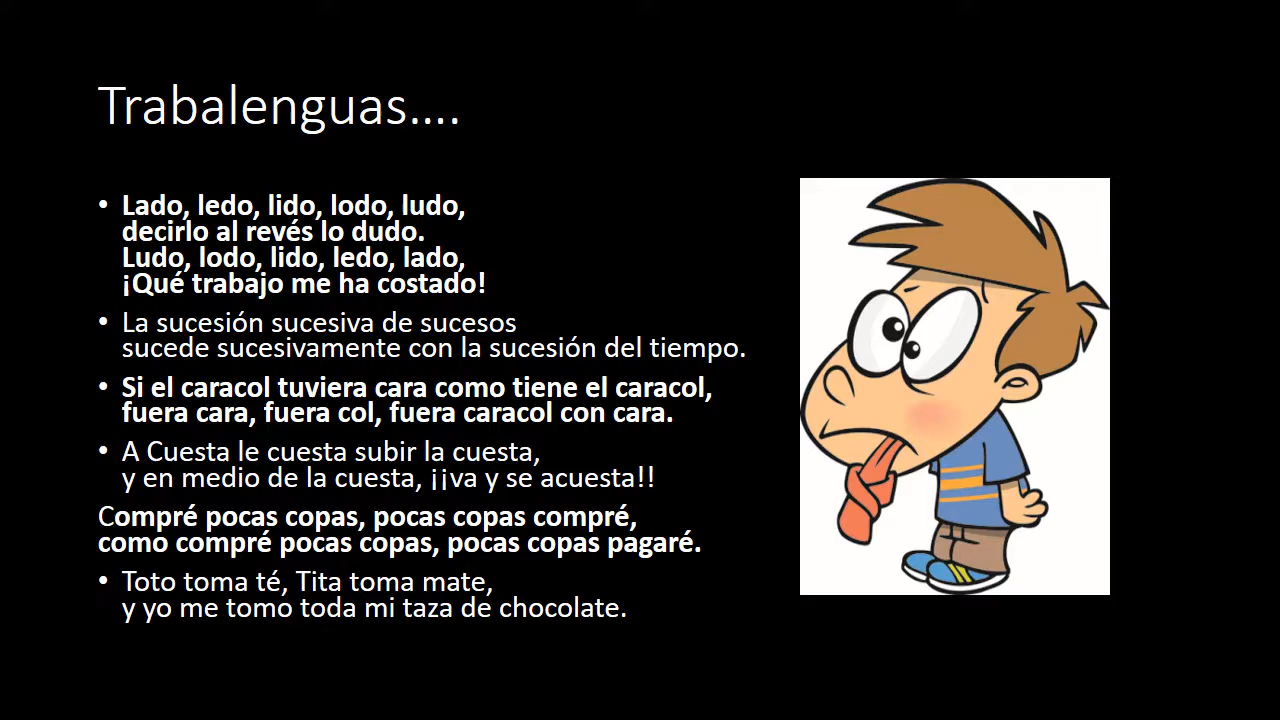 Trabalenguas….
• Lado, ledo, lido, lodo, ludo,
decirlo al revés lo dudo.
Ludo, lodo, lido, ledo, lado,
¡Qué trabajo me ha costado!
• La sucesión sucesiva de sucesos
sucede sucesivamente con la sucesión del tiempo.
• Si el caracol tuviera cara como tiene el caracol,
fuera cara, fuera col, fuera caracol con cara.
• A Cuesta le cuesta subir la cuesta,
y en medio de la cuesta, ¡¡va y se acuesta!!
Compré pocas copas, pocas copas compré,
como compré pocas copas, pocas copas pagaré.
• Toto toma té, Tita toma mate,
y yo me tomo toda mi taza de chocolate.